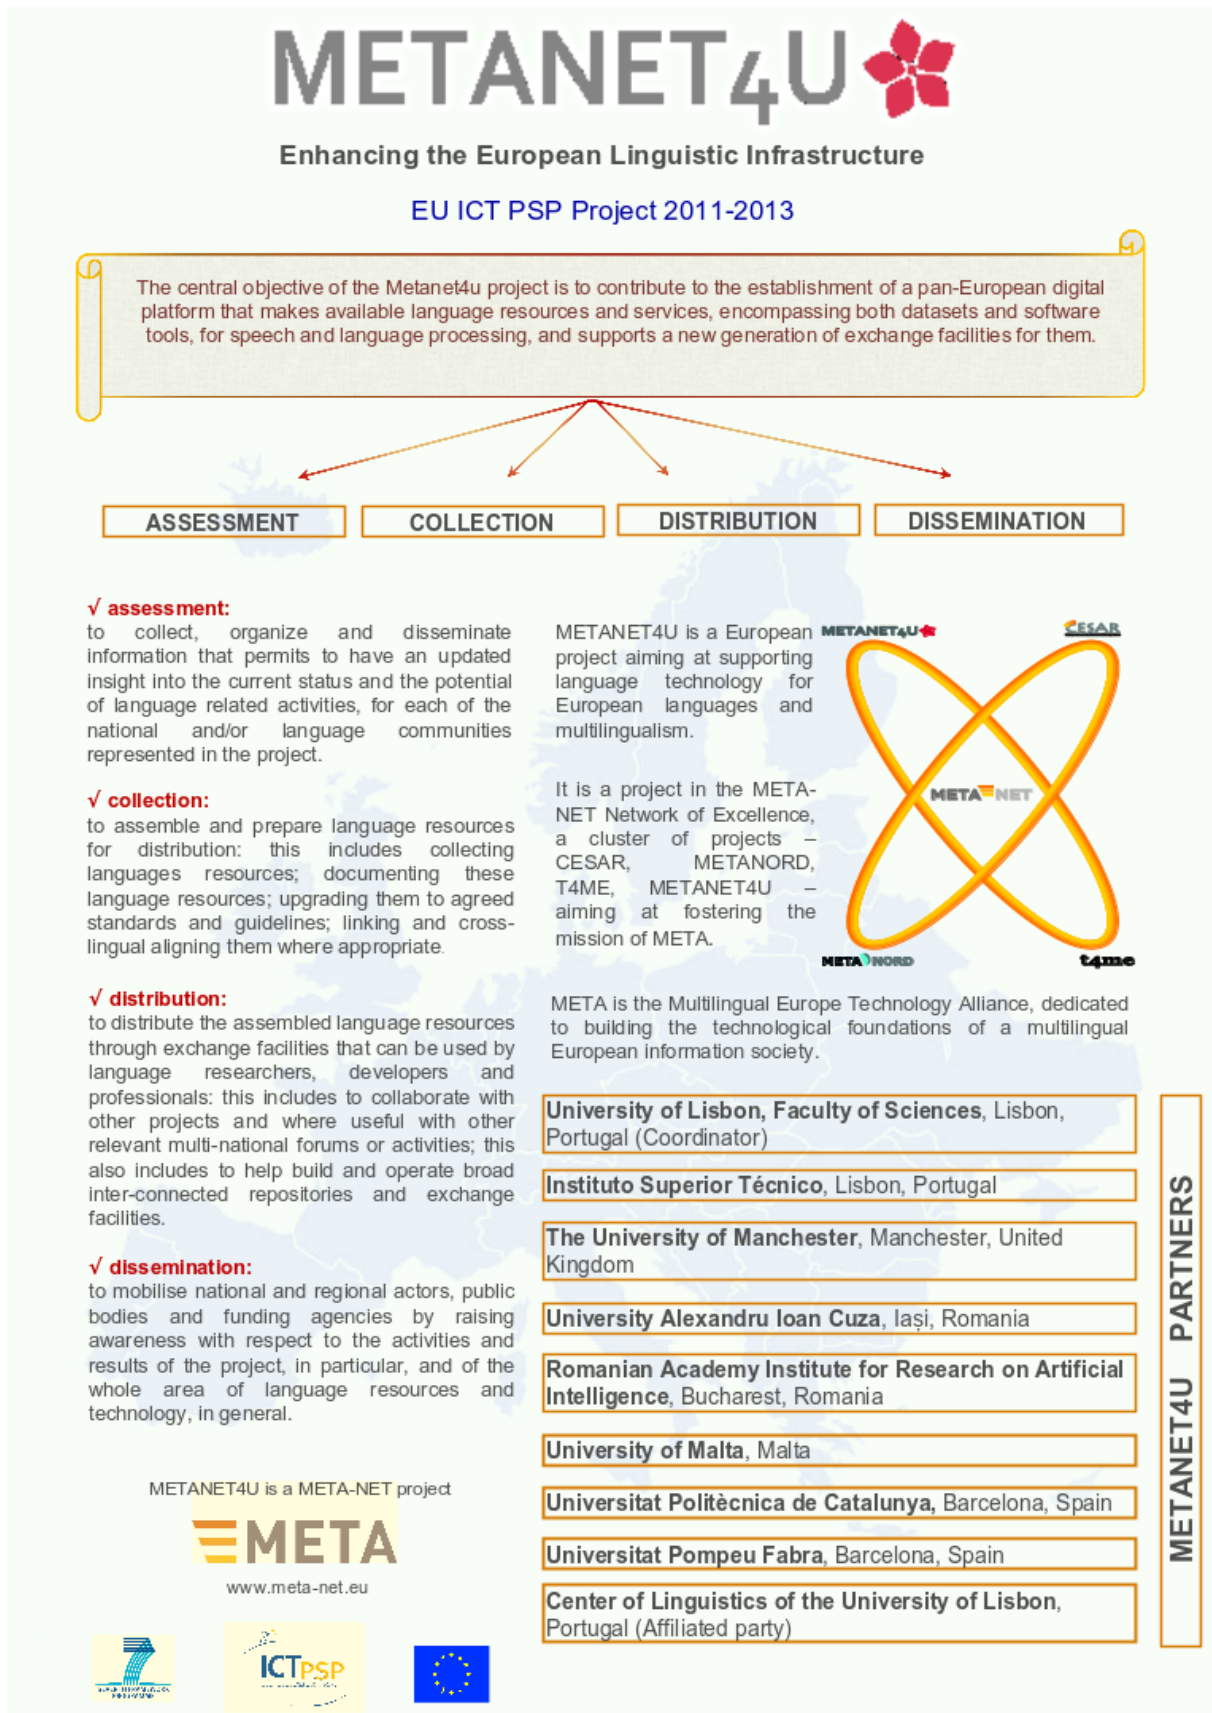 METANET4U
Enhancing the European Linguistic Infrastructure
EU ICT PSP Project 2011-2013
The central objective of the Metanet4u project is to contribute to the establishment of a pan-European digital
platform that makes available language resources and services, encompassing both datasets and software
tools, for speech and language processing, and supports a new generation of exchange facilities for them.
ASSESSMENT
COLLECTION
DISTRIBUTION
DISSEMINATION
√ assessment:
to collect, organize and disseminate
information that permits to have an updated
insight into the current status and the potential
of language related activities, for each of the
national and/or language communities
represented in the project.
√ collection:
to assemble and prepare language resources
for distribution: this includes collecting
languages resources; documenting these
language resources; upgrading them to agreed
standards and guidelines; linking and cross-
lingual aligning them where appropriate.
√ distribution:
to distribute the assembled language resources
through exchange facilities that can be used by
language researchers, developers and
professionals: this includes to collaborate with
other projects and where useful with other
relevant multi-national forums or activities; this
also includes to help build and operate broad
inter-connected repositories and exchange
facilities.
√ dissemination:
to mobilise national and regional actors, public
bodies and funding agencies by raising
awareness with respect to the activities and
results of the project, in particular, and of the
whole area of language resources and
technology, in general.
METANET4U is a META-NET project
META
www.meta-net.eu
7
SEVENTH FRAMEWORK
PROGRAMME
ICT PSP
METANET4U is a European
project aiming at supporting
language technology for
European languages and
multilingualism.
It is a project in the META-
NET Network of Excellence,
a cluster of projects –
CESAR, METANORD,
T4ME, METANET4U –
aiming at fostering the
mission of META.
METANET4U
CESAR
META NET
META NORD
t4me
META is the Multilingual Europe Technology Alliance, dedicated
to building the technological foundations of a multilingual
European information society.
University of Lisbon, Faculty of Sciences, Lisbon,
Portugal (Coordinator)
Instituto Superior Técnico, Lisbon, Portugal
The University of Manchester, Manchester, United
Kingdom
University Alexandru Ioan Cuza, Iași, Romania
Romanian Academy Institute for Research on Artificial
Intelligence, Bucharest, Romania
University of Malta, Malta
Universitat Politècnica de Catalunya, Barcelona, Spain
Universitat Pompeu Fabra, Barcelona, Spain
Center of Linguistics of the University of Lisbon,
Portugal (Affiliated party)
METANET4U PARTNERS